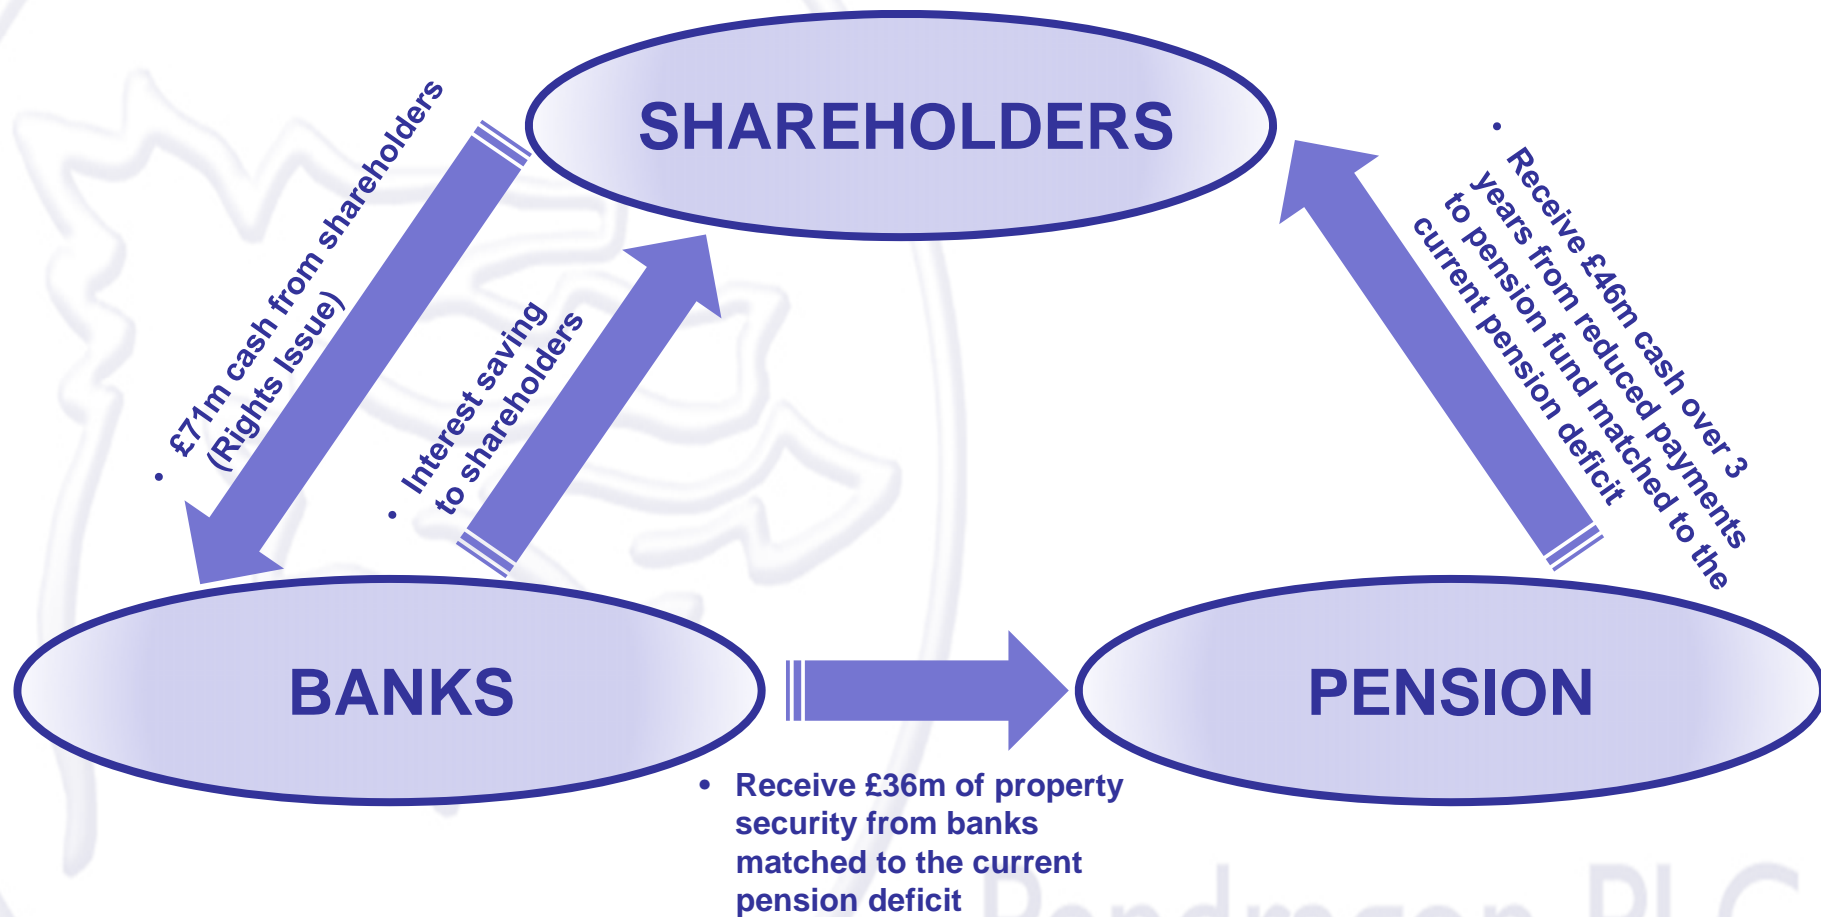 SHAREHOLDERS
• £71m cash from shareholders
(Rights Issue)
• Interest saving
to shareholders
• Receive £46m cash over 3
years from reduced payments
to pension fund matched to the
current pension deficit
BANKS
PENSION
• Receive £36m of property
security from banks
matched to the current
pension deficit
Pendragon PLC